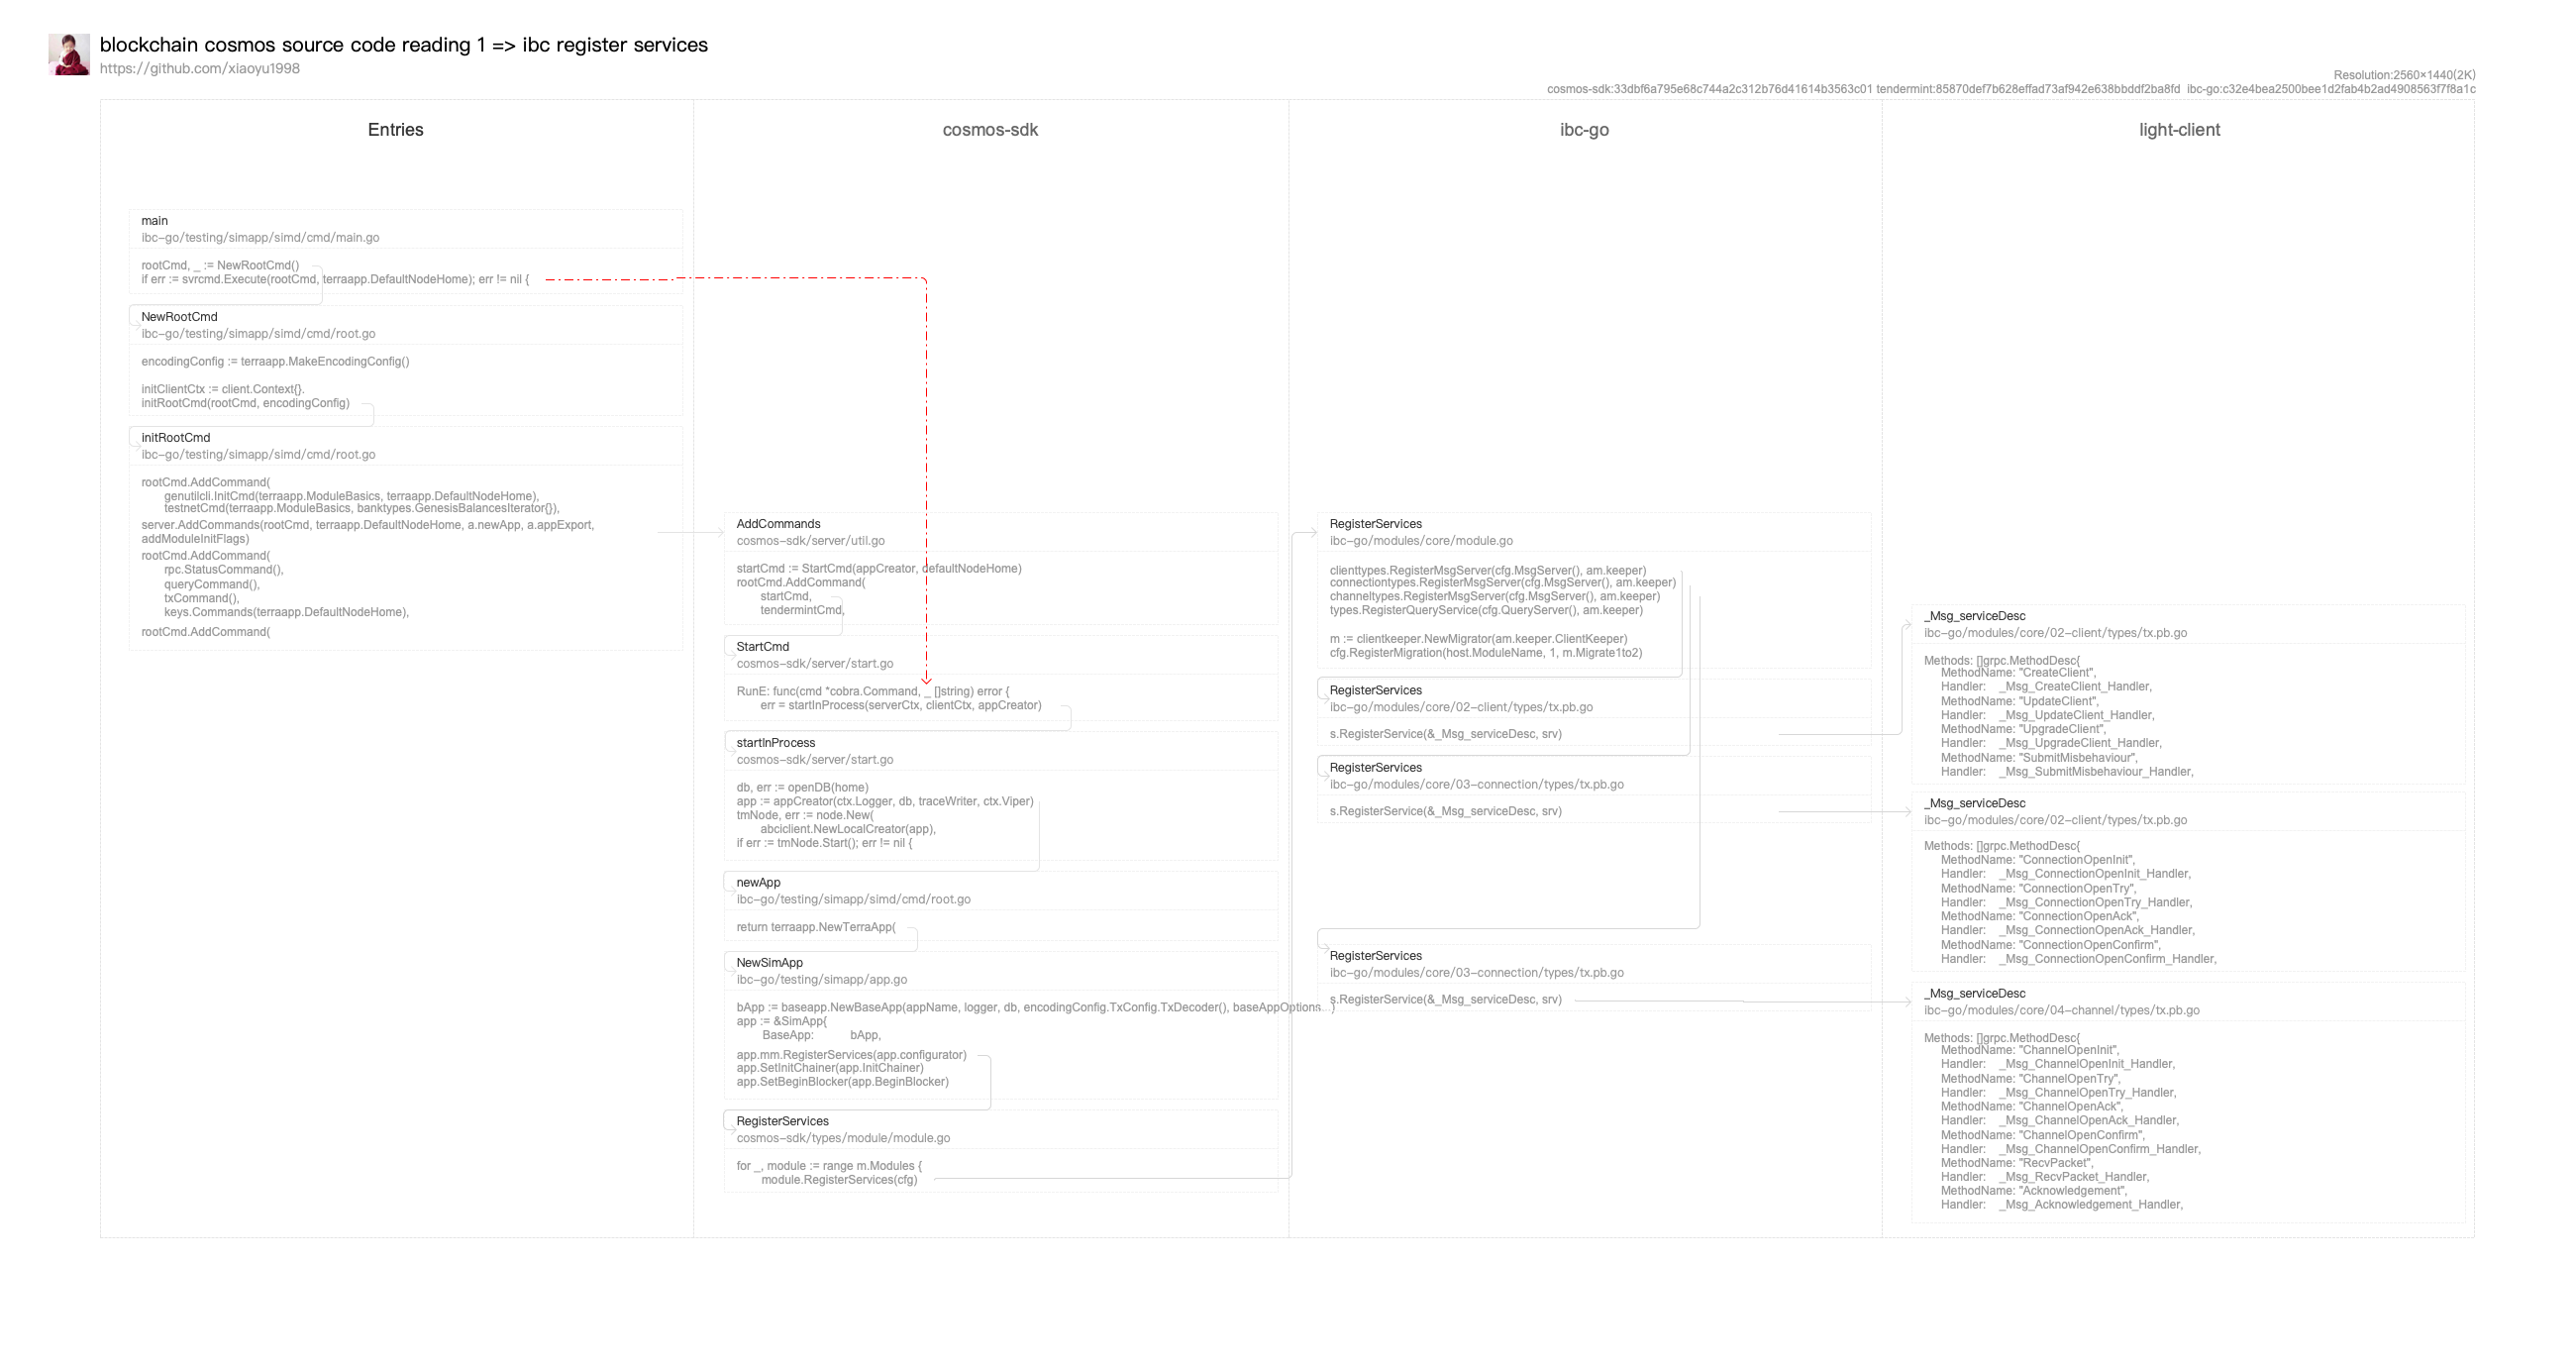 blockchain cosmos source code reading 1 => ibc register services
https://github.com/xiaoyu1998
Resolution:2560×1440(2K)
cosmos-sdk:33dbf6a795e68c744a2c312b76d41614b3563c01 tendermint:85870def7b628effad73af942e638bbddf2ba8fd ibc-go:c32e4bea2500bee1d2fab4b2ad4908563f7f8a1c
Entries
main
ibc-go/testing/simapp/simd/cmd/main.go
rootCmd, _ := NewRootCmd()
if err := svrcmd.Execute(rootCmd, terraapp.DefaultNodeHome); err != nil {
NewRootCmd
ibc-go/testing/simapp/simd/cmd/root.go
encodingConfig := terraapp.MakeEncodingConfig()
initClientCtx := client.Context{}.
initRootCmd(rootCmd, encodingConfig)
initRootCmd
ibc-go/testing/simapp/simd/cmd/root.go
rootCmd.AddCommand(
genutilcli.InitCmd(terraapp.ModuleBasics, terraapp.DefaultNodeHome),
testnetCmd(terraapp.ModuleBasics, banktypes.GenesisBalancesIterator{}),
server.AddCommands(rootCmd, terraapp.DefaultNodeHome, a.newApp, a.appExport,
addModuleInitFlags)
rootCmd.AddCommand(
rpc.StatusCommand(),
queryCommand(),
txCommand(),
keys.Commands(terraapp.DefaultNodeHome),
rootCmd.AddCommand(
cosmos-sdk
AddCommands
cosmos-sdk/server/util.go
startCmd := StartCmd(appCreator, defaultNodeHome)
rootCmd.AddCommand(
startCmd,
tendermintCmd,
StartCmd
cosmos-sdk/server/start.go
RunE: func(cmd *cobra.Command, _ []string) error {
err = startInProcess(serverCtx, clientCtx, appCreator)
startInProcess
cosmos-sdk/server/start.go
db, err := openDB(home)
app := appCreator(ctx.Logger, db, traceWriter, ctx.Viper)
tmNode, err := node.New(
abciclient.NewLocalCreator(app),
if err := tmNode.Start(); err != nil {
newApp
ibc-go/testing/simapp/simd/cmd/root.go
return terraapp.NewTerraApp(
NewSimApp
ibc-go/testing/simapp/app.go
bApp := baseapp.NewBaseApp(appName, logger, db, encodingConfig.TxConfig.TxDecoder(), baseAppOptions...)
app := &SimApp{
BaseApp: bApp,
app.mm.RegisterServices(app.configurator)
app.SetInitChainer(app.InitChainer)
app.SetBeginBlocker(app.BeginBlocker)
RegisterServices
cosmos-sdk/types/module/module.go
for _, module := range m.Modules {
module.RegisterServices(cfg)
ibc-go
RegisterServices
ibc-go/modules/core/module.go
clienttypes.RegisterMsgServer(cfg.MsgServer(), am.keeper)
connectiontypes.RegisterMsgServer(cfg.MsgServer(), am.keeper)
channeltypes.RegisterMsgServer(cfg.MsgServer(), am.keeper)
types.RegisterQueryService(cfg.QueryServer(), am.keeper)
m := clientkeeper.NewMigrator(am.keeper.ClientKeeper)
cfg.RegisterMigration(host.ModuleName, 1, m.Migrate1to2)
RegisterServices
ibc-go/modules/core/02-client/types/tx.pb.go
s.RegisterService(&_Msg_serviceDesc, srv)
RegisterServices
ibc-go/modules/core/03-connection/types/tx.pb.go
s.RegisterService(&_Msg_serviceDesc, srv)
RegisterServices
ibc-go/modules/core/03-connection/types/tx.pb.go
s.RegisterService(&_Msg_serviceDesc, srv)
light-client
_Msg_serviceDesc
ibc-go/modules/core/02-client/types/tx.pb.go
Methods: []grpc.MethodDesc{
MethodName: "CreateClient",
Handler: _Msg_CreateClient_Handler,
MethodName: "UpdateClient",
Handler: _Msg_UpdateClient_Handler,
MethodName: "UpgradeClient",
Handler: _Msg_UpgradeClient_Handler,
MethodName: "SubmitMisbehaviour",
Handler: _Msg_SubmitMisbehaviour_Handler,
_Msg_serviceDesc
ibc-go/modules/core/02-client/types/tx.pb.go
Methods: []grpc.MethodDesc{
MethodName: "ConnectionOpenInit",
Handler: _Msg_ConnectionOpenInit_Handler,
MethodName: "ConnectionOpenTry",
Handler: _Msg_ConnectionOpenTry_Handler,
MethodName: "ConnectionOpenAck",
Handler: _Msg_ConnectionOpenAck_Handler,
MethodName: "ConnectionOpenConfirm",
Handler: _Msg_ConnectionOpenConfirm_Handler,
_Msg_serviceDesc
ibc-go/modules/core/04-channel/types/tx.pb.go
Methods: []grpc.MethodDesc{
MethodName: "ChannelOpenInit",
Handler: _Msg_ChannelOpenInit_Handler,
MethodName: "ChannelOpenTry",
Handler: _Msg_ChannelOpenTry_Handler,
MethodName: "ChannelOpenAck",
Handler: _Msg_ChannelOpenAck_Handler,
MethodName: "ChannelOpenConfirm",
Handler: _Msg_ChannelOpenConfirm_Handler,
MethodName: "RecvPacket",
Handler: _Msg_RecvPacket_Handler,
MethodName: "Acknowledgement",
Handler: _Msg_Acknowledgement_Handler,